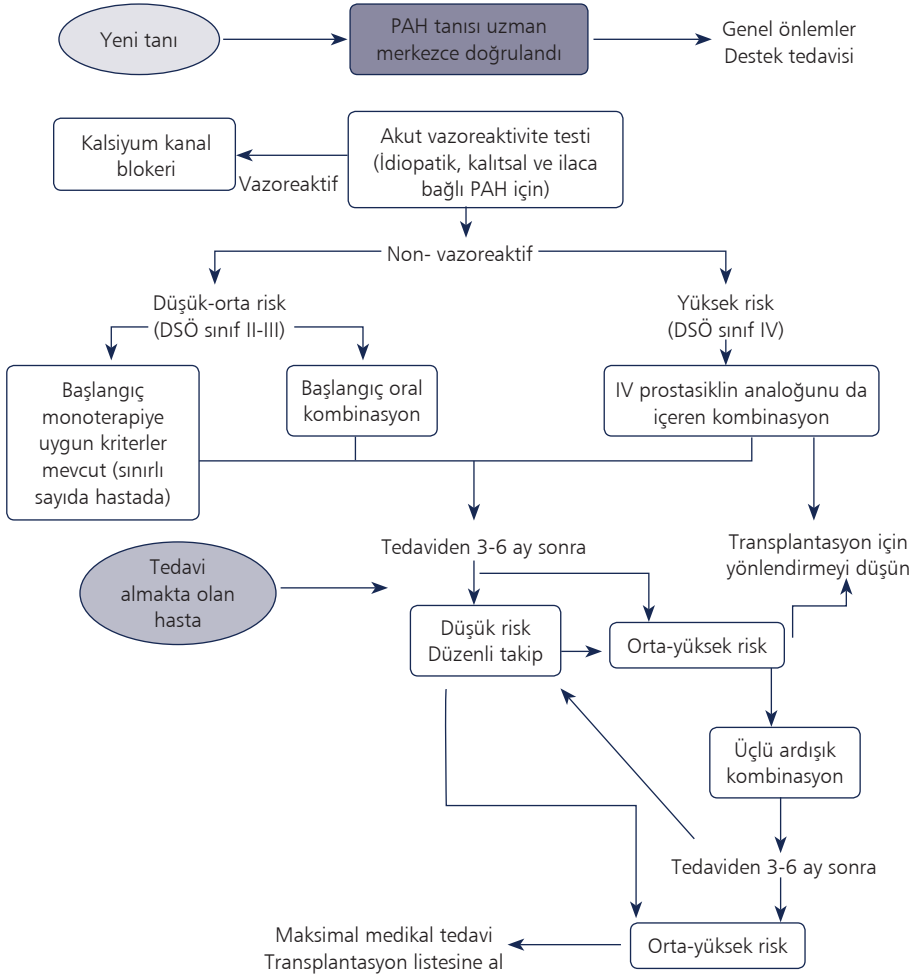 Yeni tanı
PAH tanısı uzman
merkezce doğrulandı
Genel önlemler
Destek tedavisi
Kalsiyum kanal
blokeri
Vazoreaktif
Akut vazoreaktivite testi
(İdiopatik, kalıtsal ve ilaca
bağlı PAH için)
Non- vazoreaktif
Düşük-orta risk
(DSÖ sınıf II-III)
Yüksek risk
(DSÖ sınıf IV)
Başlangıç
monoterapiye
uygun kriterler
mevcut (sınırlı
sayıda hastada)
Başlangıç oral
kombinasyon
IV prostasiklin analoğunu da
içeren kombinasyon
Tedaviden 3-6 ay sonra
Transplantasyon için
yönlendirmeyi düşün
Tedavi
almakta olan
hasta
Düşük risk
Düzenli takip
Orta-yüksek risk
Üçlü ardışık
kombinasyon
Tedaviden 3-6 ay sonra
Maksimal medikal tedavi
Transplantasyon listesine al
Orta-yüksek risk